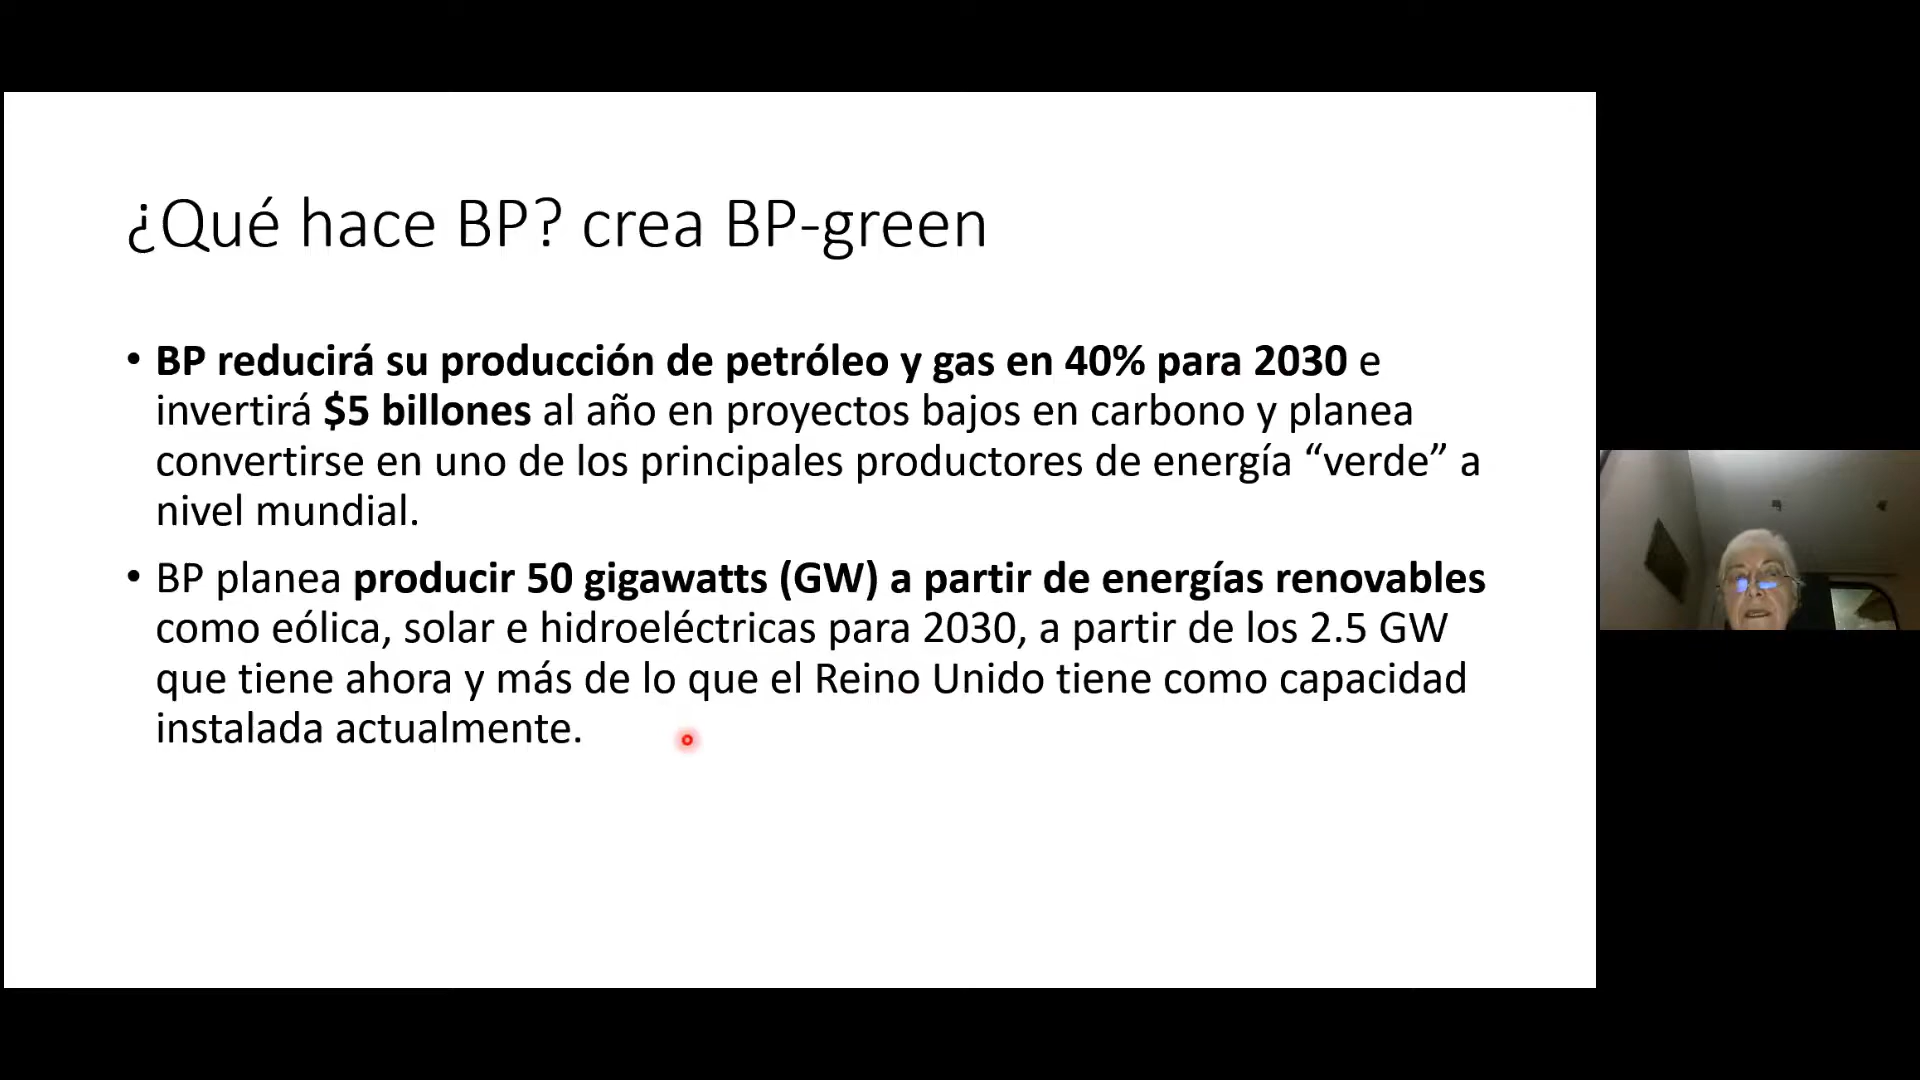 ¿Qué hace BP? crea BP-green
• BP reducirá su producción de petróleo y gas en 40% para 2030 e
invertirá $5 billones al año en proyectos bajos en carbono y planea
convertirse en uno de los principales productores de energía “verde” a
nivel mundial.
• BP planea producir 50 gigawatts (GW) a partir de energías renovables
como eólica, solar e hidroeléctricas para 2030, a partir de los 2.5 GW
que tiene ahora y más de lo que el Reino Unido tiene como capacidad
instalada actualmente.